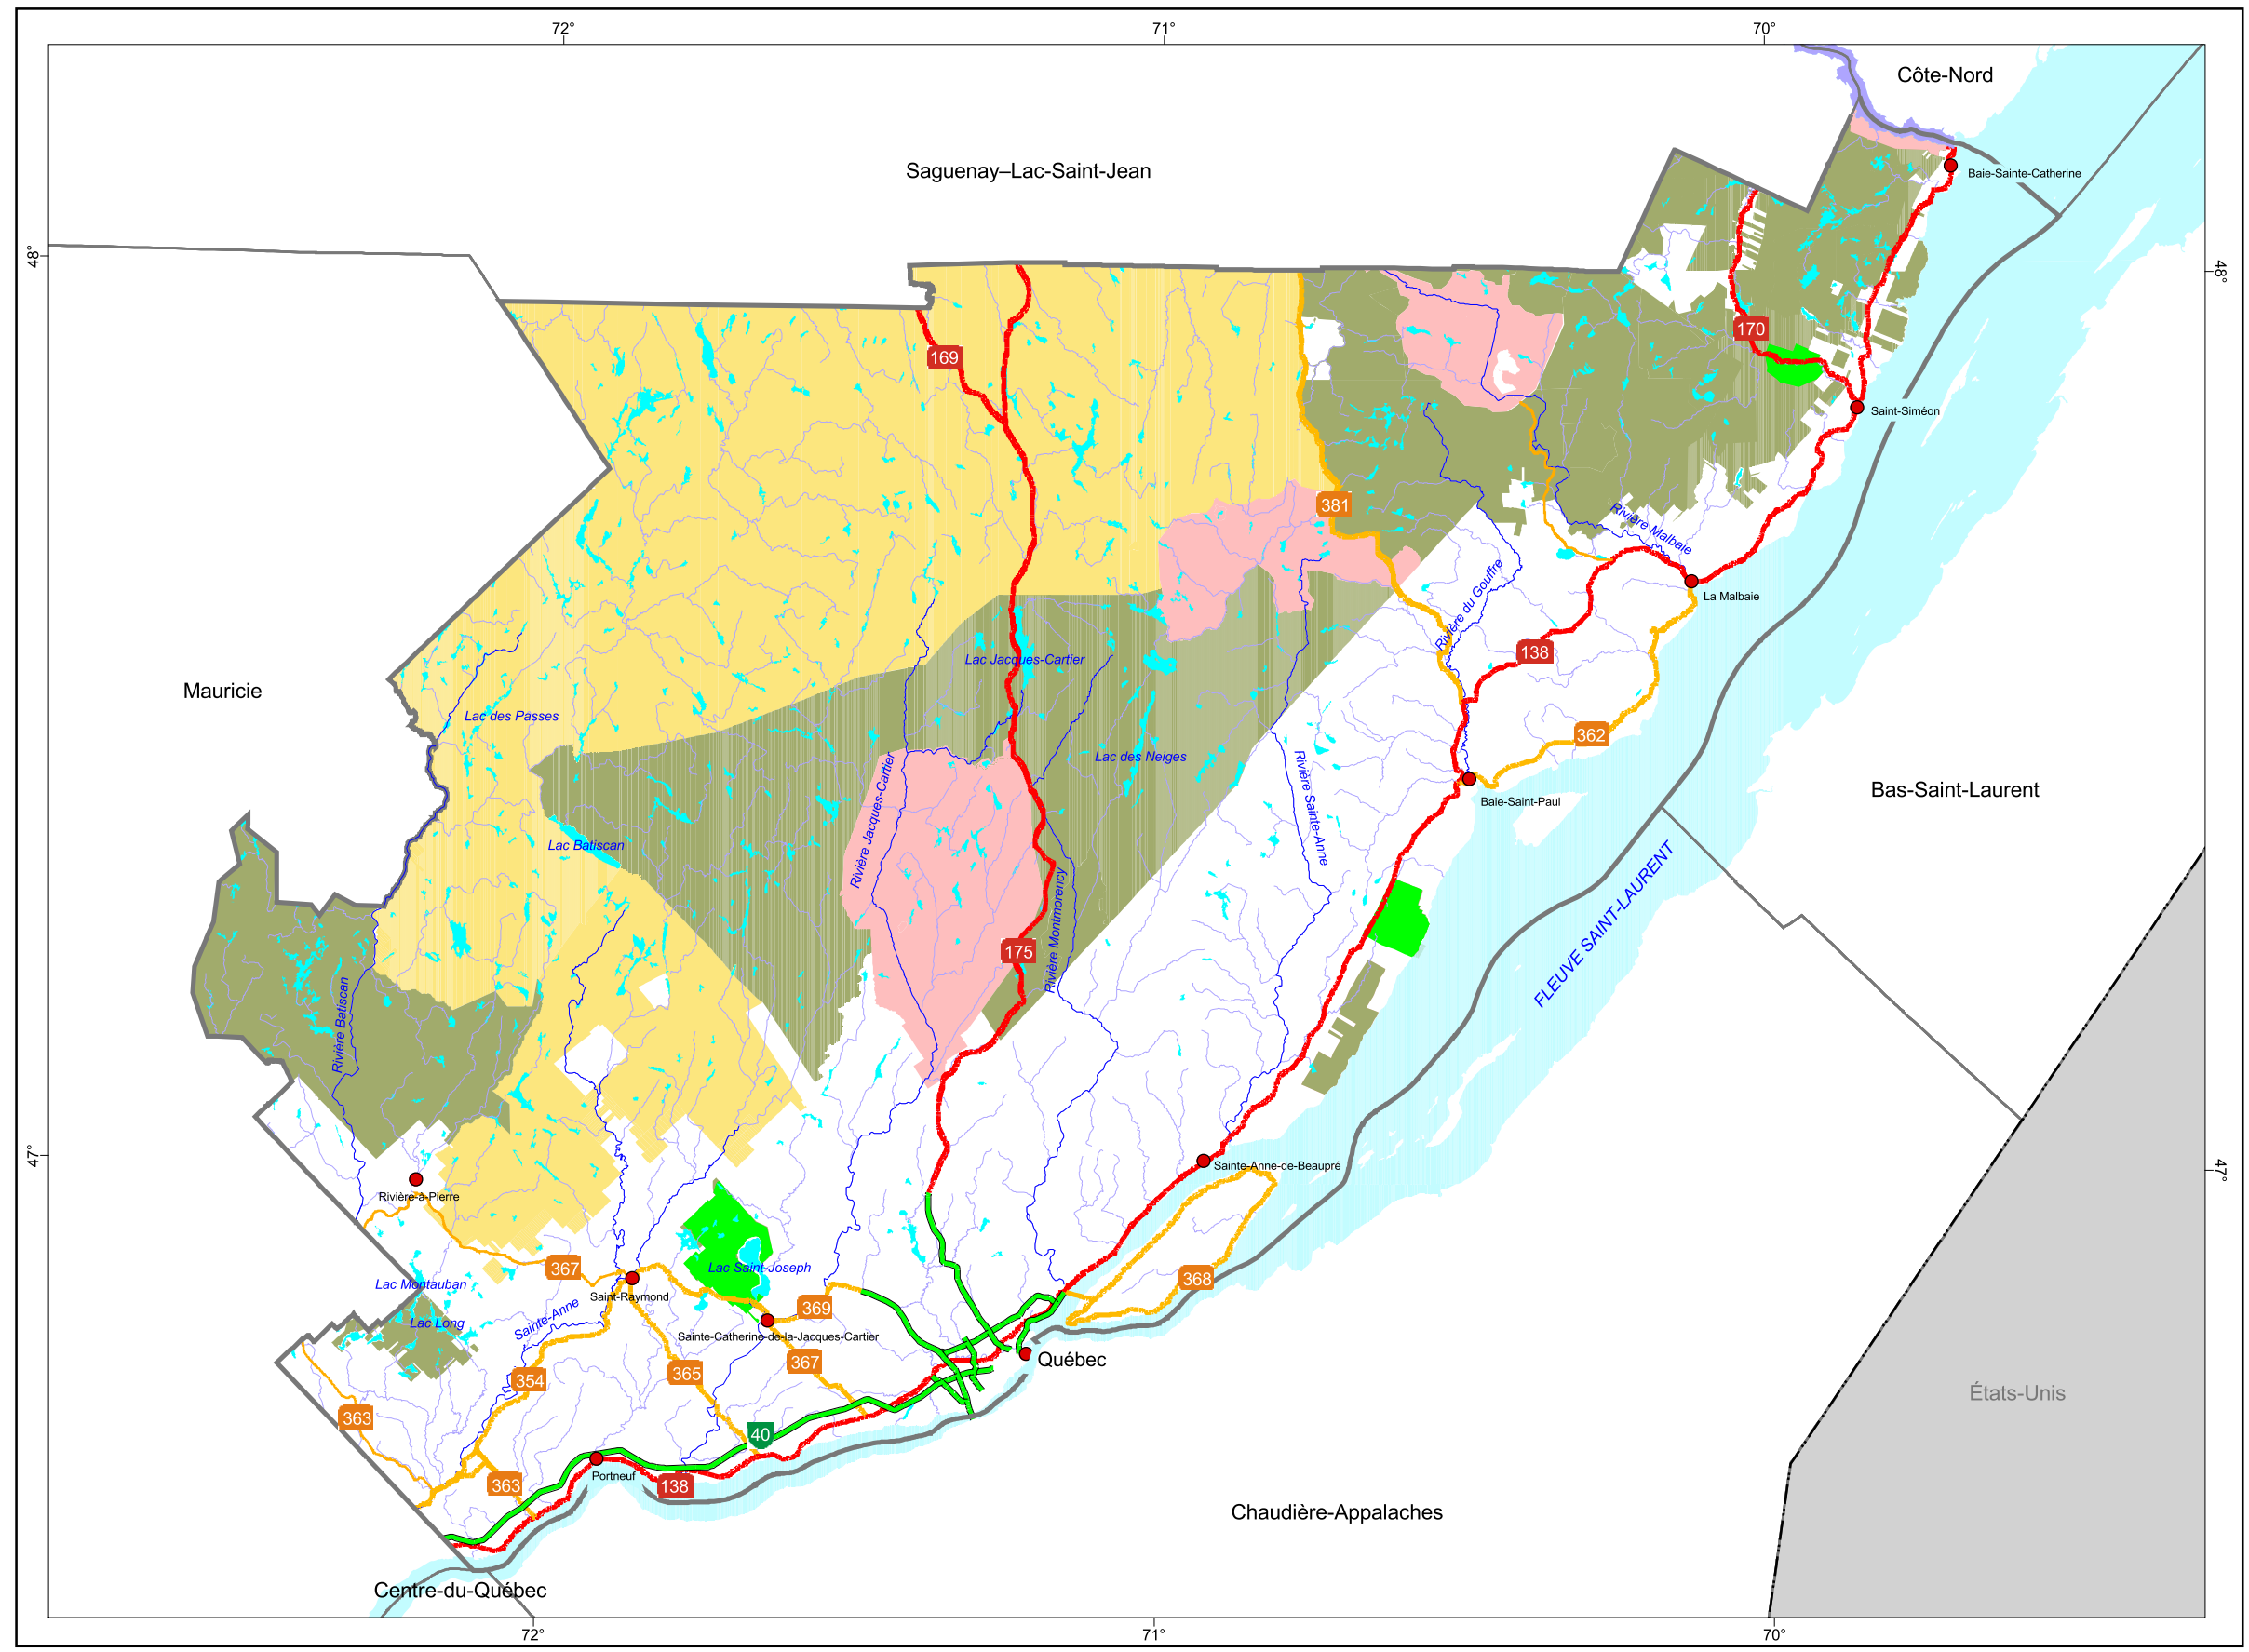 72°
71°
70°
Côte-Nord
Saguenay–Lac-Saint-Jean
Baie-Sainte-Catherine
48°
48°
170
169
Saint-Siméon
381
Rivière Malbaie
Rivière du Gouffre
La Malbaie
138
Lac Jacques-Cartier
Mauricie
Lac des Passes
362
Lac des Neiges
Rivière Jacques-Cartier
Rivière Sainte-Anne
Baie-Saint-Paul
Bas-Saint-Laurent
Lac Batiscan
FLEUVE SAINT-LAURENT
Rivière Montmorency
175
Rivière Batiscan
47°
47°
Sainte-Anne-de-Beaupré
Rivière-à-Pierre
367
Lac Saint-Joseph
368
Lac Montauban
Saint-Raymond
369
Lac Long
Sainte-Anne
Sainte-Catherine-de-la-Jacques-Cartier
Québec
367
365
354
États-Unis
363
40
Portneuf
363
138
Chaudière-Appalaches
Centre-du-Québec
72°
71°
70°